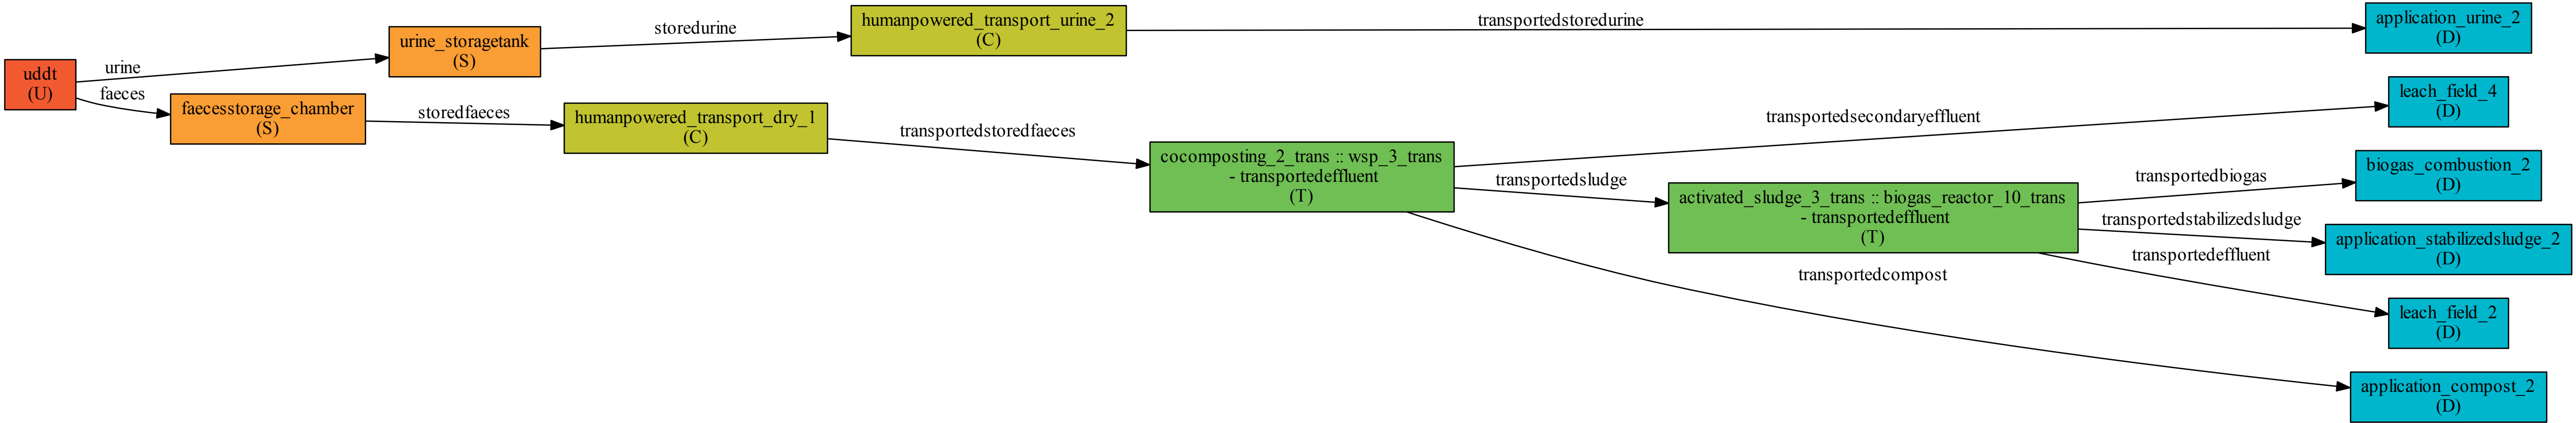 uddt
(U)
urine
faeces
urine_storagetank
(S)
faecesstorage_chamber
(S)
storedurine
storedfaeces
humanpowered_transport_urine_2
(C)
humanpowered_transport_dry_1
(C)
transportedstoredurine
transportedstoredfaeces
cocomposting_2_trans :: wsp_3_trans
- transportedeffluent
(T)
transportedsecondaryeffluent
transportedsludge
transportedcompost
activated_sludge_3_trans :: biogas_reactor_10_trans
- transportedeffluent
(T)
transportedbiogas
transportedstabilizedsludge
transportedeffluent
application_urine_2
(D)
leach_field_4
(D)
biogas_combustion_2
(D)
application_stabilizedsludge_2
(D)
leach_field_2
(D)
application_compost_2
(D)